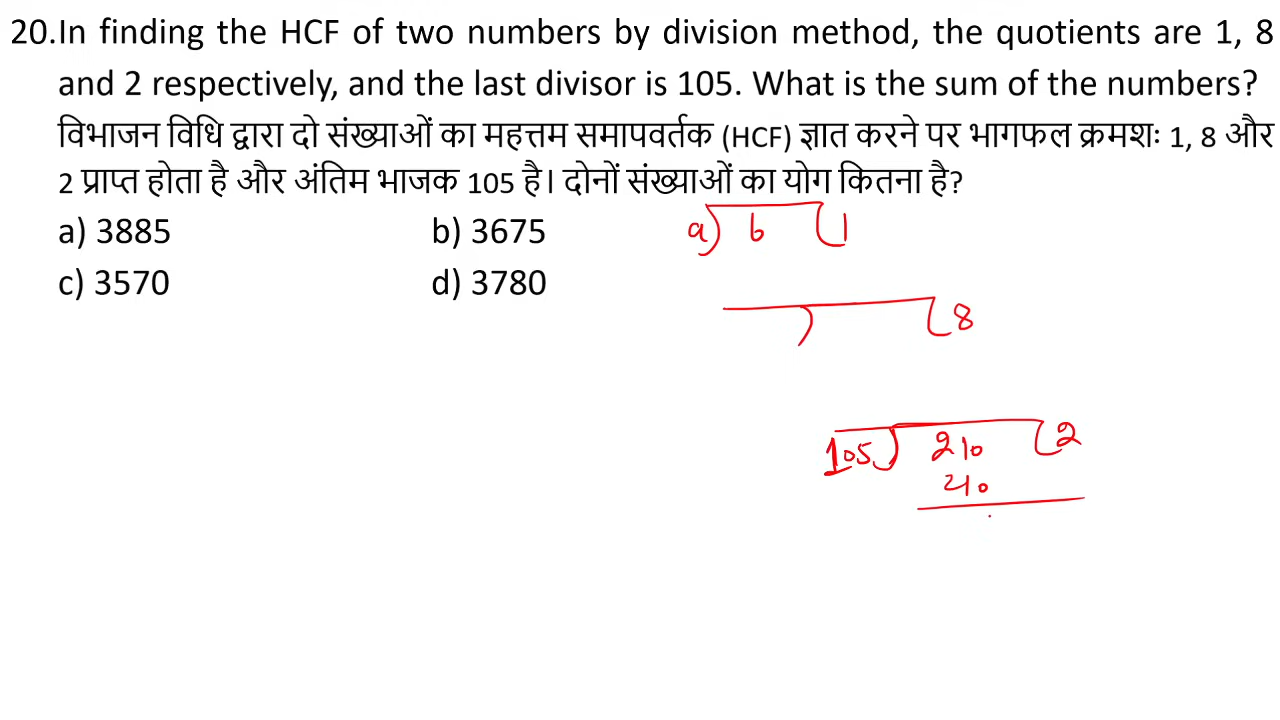 20.In finding the HCF of two numbers by division method, the quotients are 1, 8
and 2 respectively, and the last divisor is 105. What is the sum of the numbers?
विभाजन विधि द्वारा दो संख्याओं का महत्तम समापवर्तक (HCF) ज्ञात करने पर भागफल क्रमशः 1, 8 और
2 प्राप्त होता है और अंतिम भाजक 105 है। दोनों संख्याओं का योग कितना है?
a) 3885 b) 3675
c) 3570 d) 3780
a) b ( 1
) ( 8
105) 210 ( 2
210